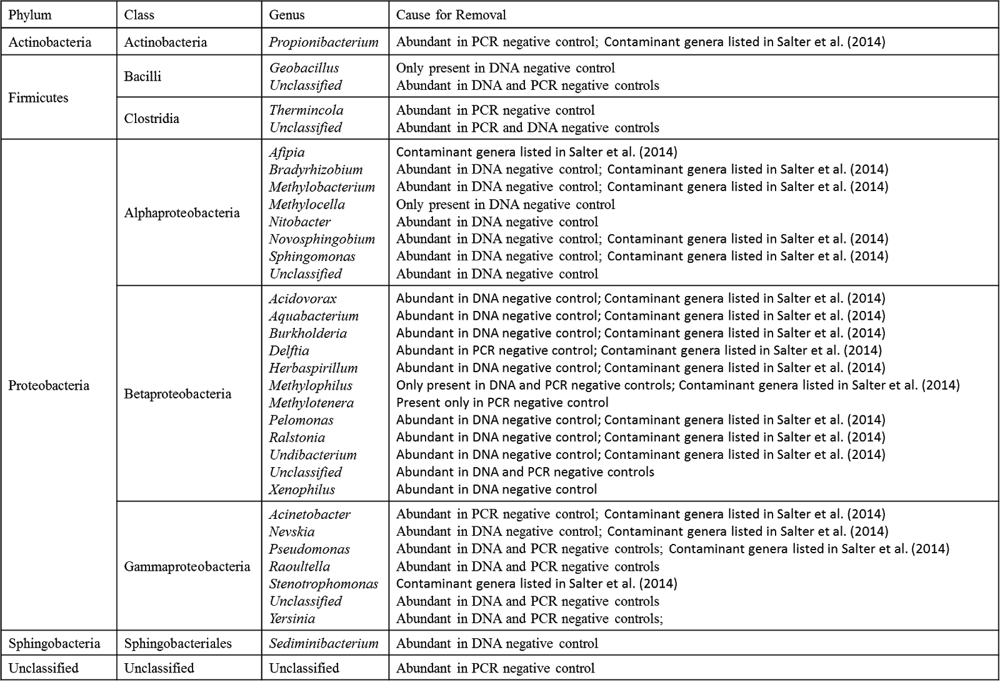 Phylum Class Genus Cause for Removal
Actinobacteria Actinobacteria Propionibacterium Abundant in PCR negative control; Contaminant genera listed in Salter et al. (2014)
Firmicutes Bacilli Geobacillus Only present in DNA negative control
Unclassified Abundant in DNA and PCR negative controls
Clostridia Thermincola Abundant in PCR negative control
Unclassified Abundant in PCR and DNA negative controls
Proteobacteria Alphaproteobacteria Afipia Contaminant genera listed in Salter et al. (2014)
Bradyrhizobium Abundant in DNA negative control; Contaminant genera listed in Salter et al. (2014)
Methylobacterium Abundant in DNA negative control; Contaminant genera listed in Salter et al. (2014)
Methylocella Only present in DNA negative control
Nitobacter Abundant in DNA negative control
Novosphingobium Abundant in DNA negative control; Contaminant genera listed in Salter et al. (2014)
Sphingomonas Abundant in DNA negative control; Contaminant genera listed in Salter et al. (2014)
Unclassified Abundant in DNA negative control
Betaproteobacteria Acidovorax Abundant in DNA negative control; Contaminant genera listed in Salter et al. (2014)
Aquabacterium Abundant in DNA negative control; Contaminant genera listed in Salter et al. (2014)
Burkholderia Abundant in DNA negative control; Contaminant genera listed in Salter et al. (2014)
Delftia Abundant in PCR negative control; Contaminant genera listed in Salter et al. (2014)
Herbaspirillum Abundant in DNA negative control; Contaminant genera listed in Salter et al. (2014)
Methylophilus Only present in DNA and PCR negative controls; Contaminant genera listed in Salter et al. (2014)
Methylotenera Present only in PCR negative control
Pelomonas Abundant in DNA negative control; Contaminant genera listed in Salter et al. (2014)
Ralstonia Abundant in DNA negative control; Contaminant genera listed in Salter et al. (2014)
Undibacterium Abundant in DNA negative control; Contaminant genera listed in Salter et al. (2014)
Unclassified Abundant in DNA and PCR negative controls
Xenophilus Abundant in DNA negative control
Gammaproteobacteria Acinetobacter Abundant in PCR negative control; Contaminant genera listed in Salter et al. (2014)
Nevskia Abundant in DNA negative control; Contaminant genera listed in Salter et al. (2014)
Pseudomonas Abundant in DNA and PCR negative controls; Contaminant genera listed in Salter et al. (2014)
Raoultella Abundant in DNA and PCR negative controls
Stenotrophomonas Contaminant genera listed in Salter et al. (2014)
Unclassified Abundant in DNA and PCR negative controls
Yersinia Abundant in DNA and PCR negative controls;
Sphingobacteria Sphingobacteriales Sediminibacterium Abundant in DNA negative control
Unclassified Unclassified Unclassified Abundant in PCR negative control